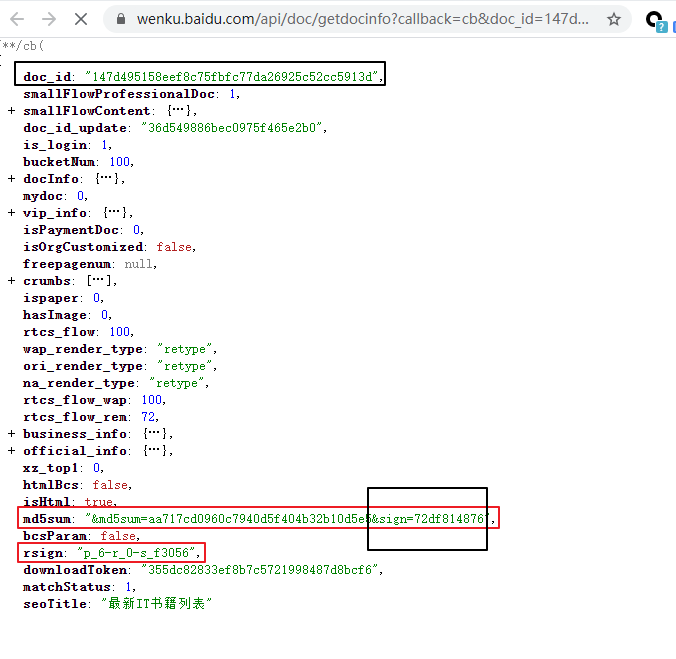 wenku.baidu.com/api/doc/getdocinfo?callback=cb&doc_id=147d...
/**/cb(
doc_id: "147d495158eef8c75fbfc77da26925c52cc5913d",
smallFlowProfessionalDoc: 1,
+ smallFlowContent: {…},
doc_id_update: "36d549886bec0975f465e2b0",
is_login: 1,
bucketNum: 100,
+ docInfo: {…},
mydoc: 0,
+ vip_info: {…},
isPaymentDoc: 0,
isOrgCustomized: false,
freepagenum: null,
+ crumbs: […],
ispaper: 0,
hasImage: 0,
rtcs_flow: 100,
wap_render_type: "retype",
ori_render_type: "retype",
na_render_type: "retype",
rtcs_flow_wap: 100,
rtcs_flow_rem: 72,
+ business_info: {…},
+ official_info: {…},
xz_top1: 0,
htmlBcs: false,
isHtml: true,
md5sum: "&md5sum=aa717cd0960c7940d5f404b32b10d5e5&sign=72df814876",
bcsParam: false,
rsign: "p_6-r_0-s_f3056",
downloadToken: "355dc82833ef8b7c5721998487d8bcf6",
matchStatus: 1,
seoTitle: "最新IT书籍列表"